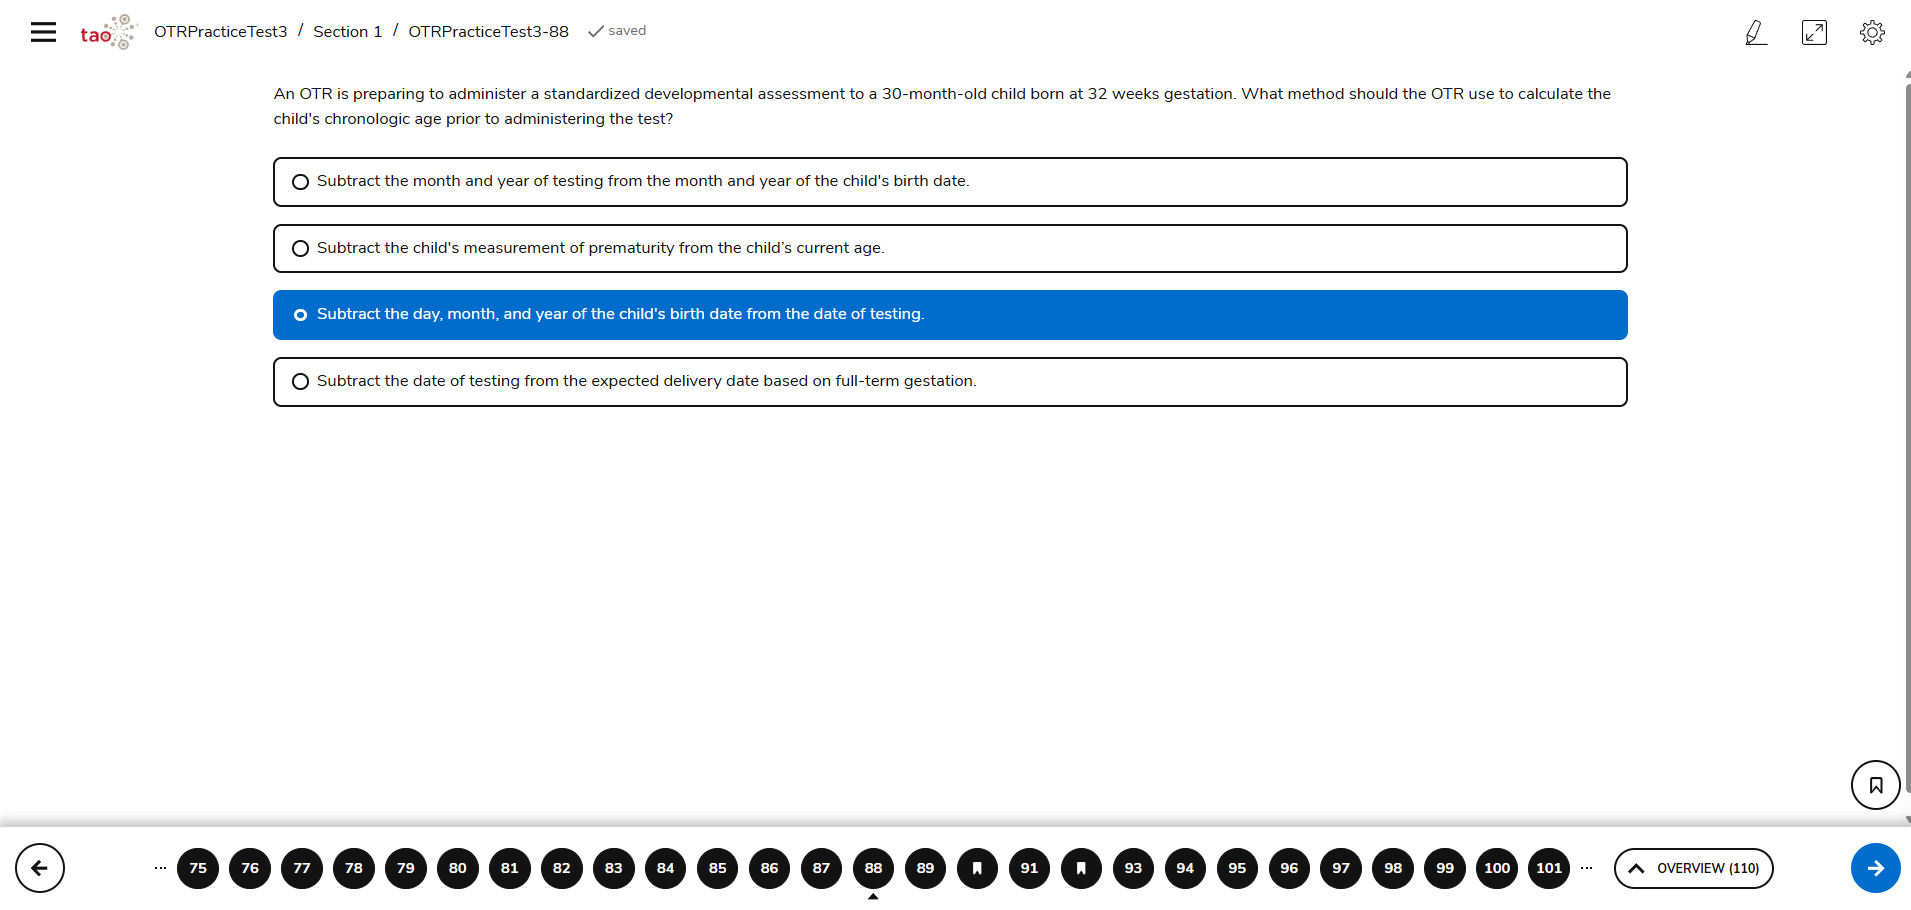 tao OTRPracticeTest3 / Section 1 / OTRPracticeTest3-88 saved
An OTR is preparing to administer a standardized developmental assessment to a 30-month-old child born at 32 weeks gestation. What method should the OTR use to calculate the
child's chronologic age prior to administering the test?
Subtract the month and year of testing from the month and year of the child's birth date.
Subtract the child's measurement of prematurity from the child’s current age.
Subtract the day, month, and year of the child's birth date from the date of testing.
Subtract the date of testing from the expected delivery date based on full-term gestation.
... 75 76 77 78 79 80 81 82 83 84 85 86 87 88 89 91 93 94 95 96 97 98 99 100 101 ... OVERVIEW (110)